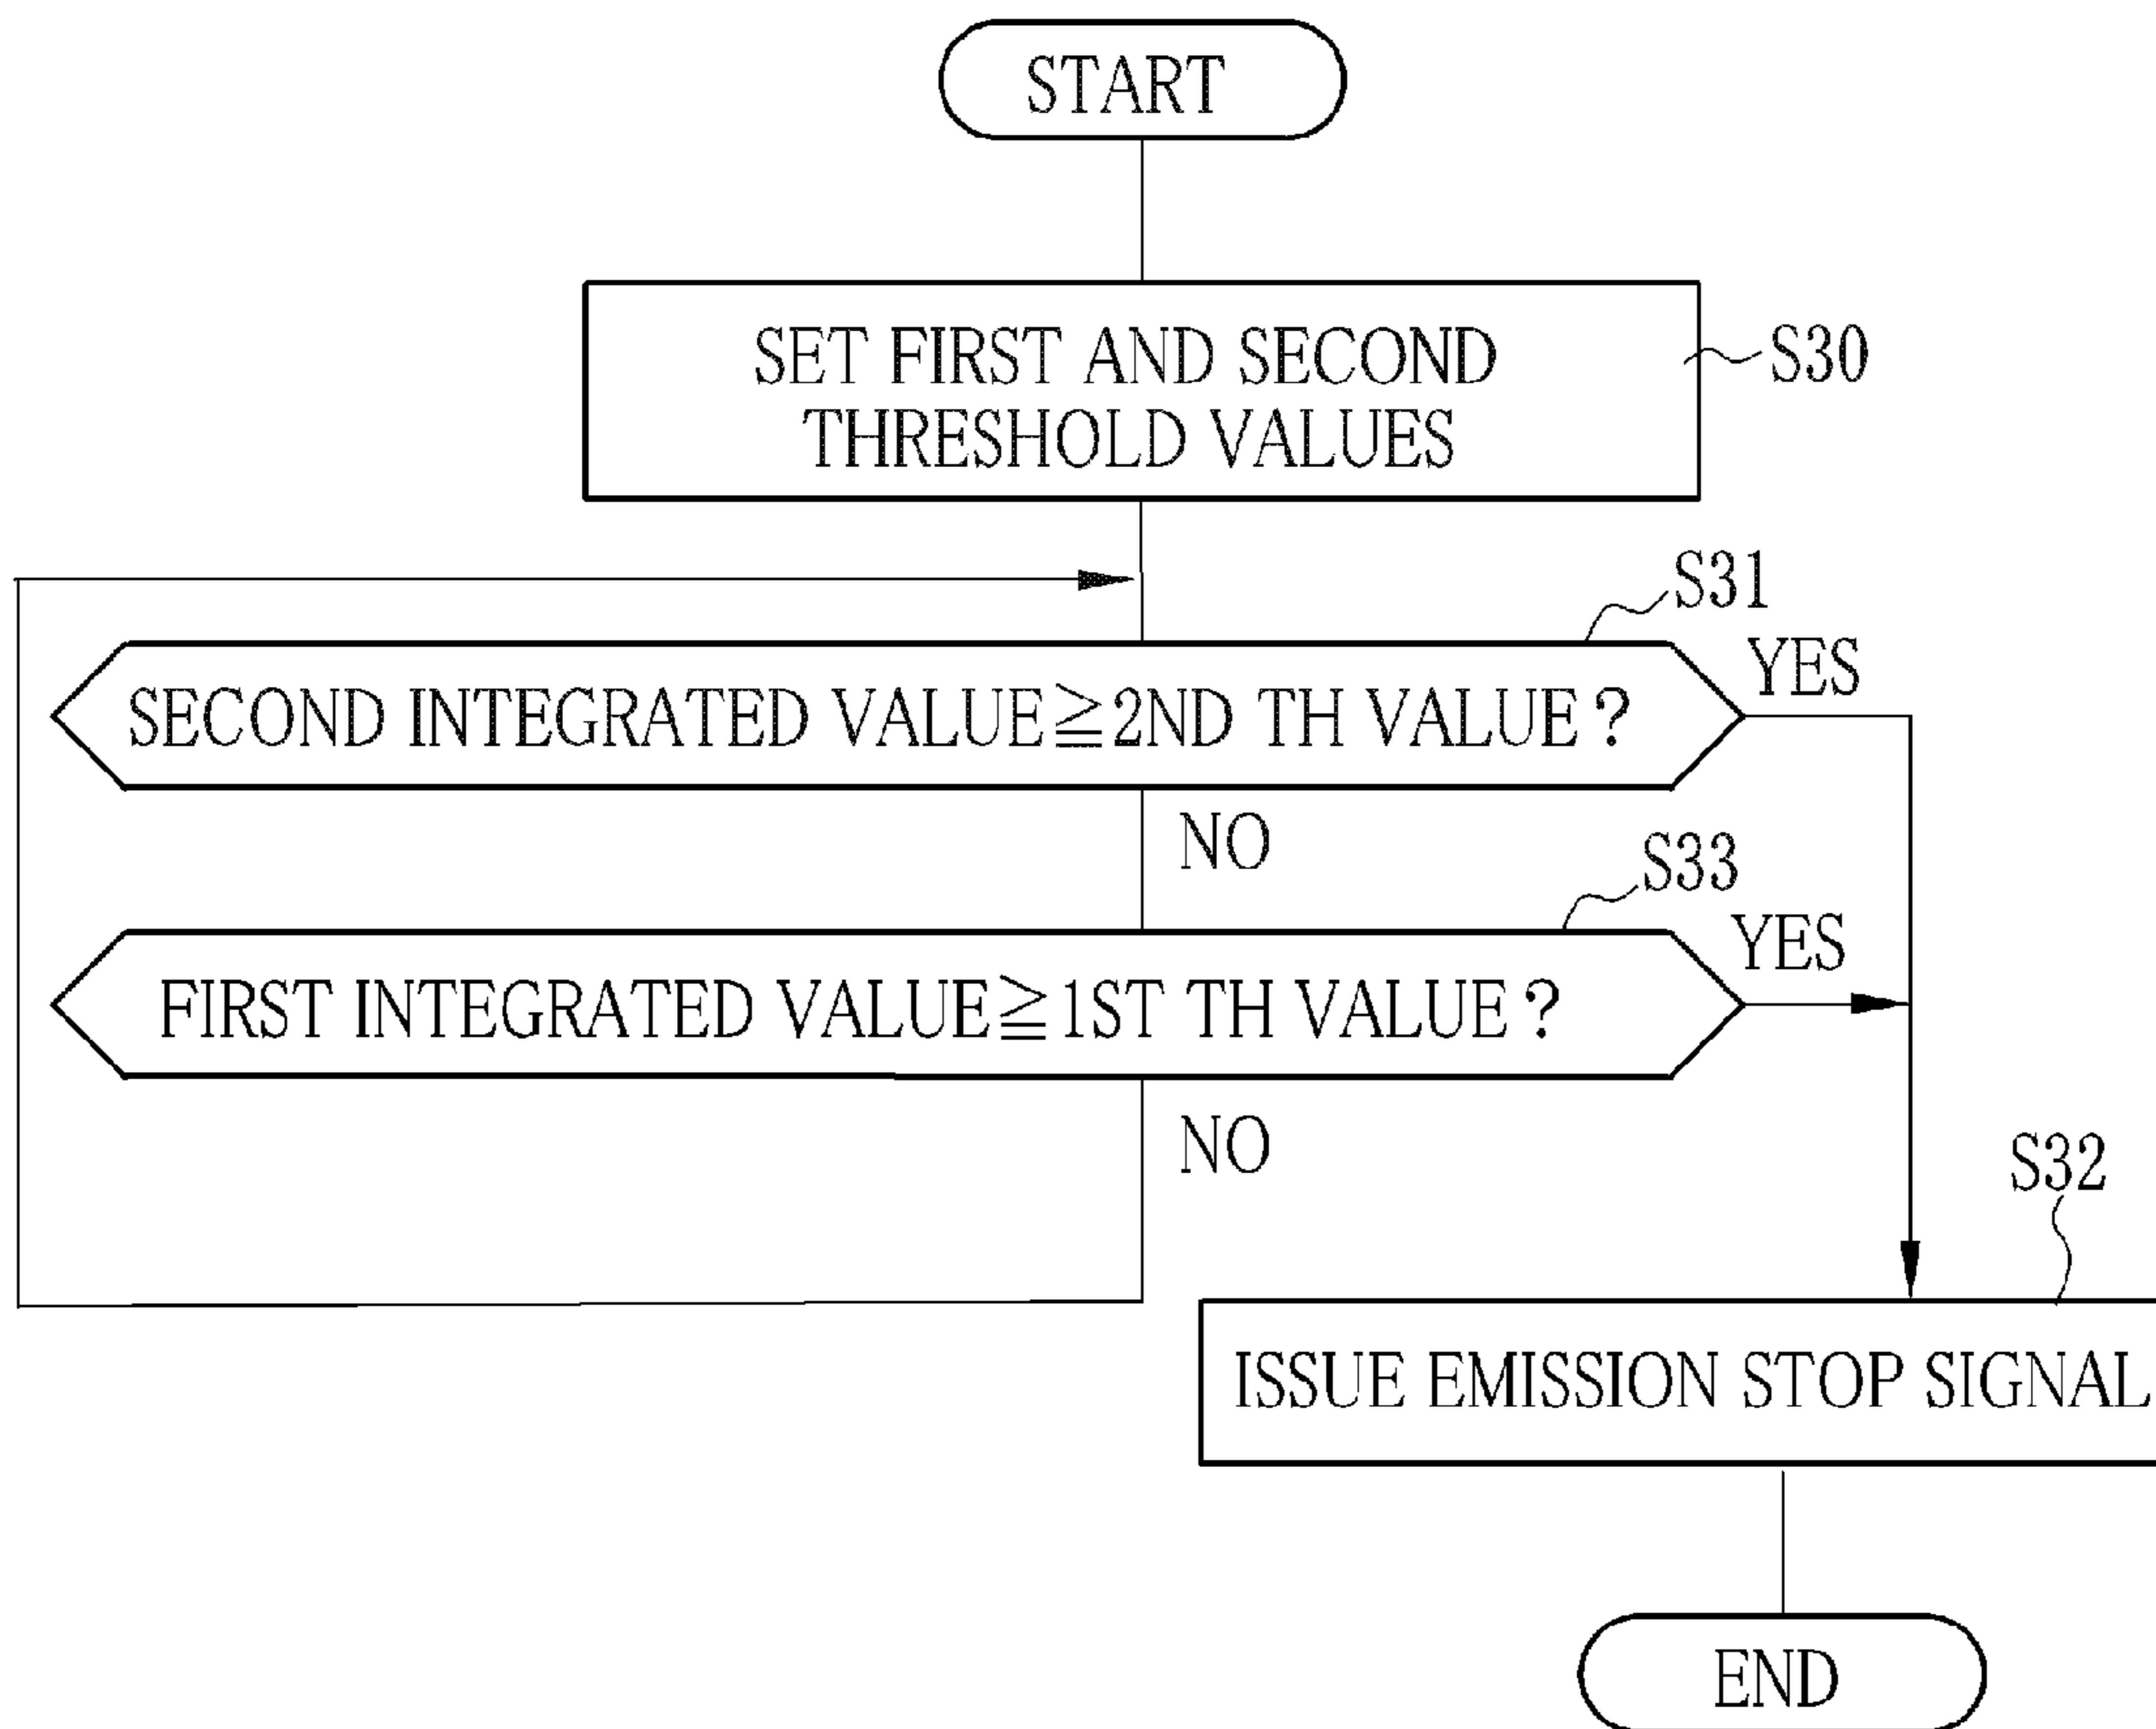 START
SET FIRST AND SECOND
THRESHOLD VALUES
S30
S31
SECOND INTEGRATED VALUE≧2ND TH VALUE?
YES
NO
S33
FIRST INTEGRATED VALUE≧1ST TH VALUE?
YES
NO
S32
ISSUE EMISSION STOP SIGNAL
END